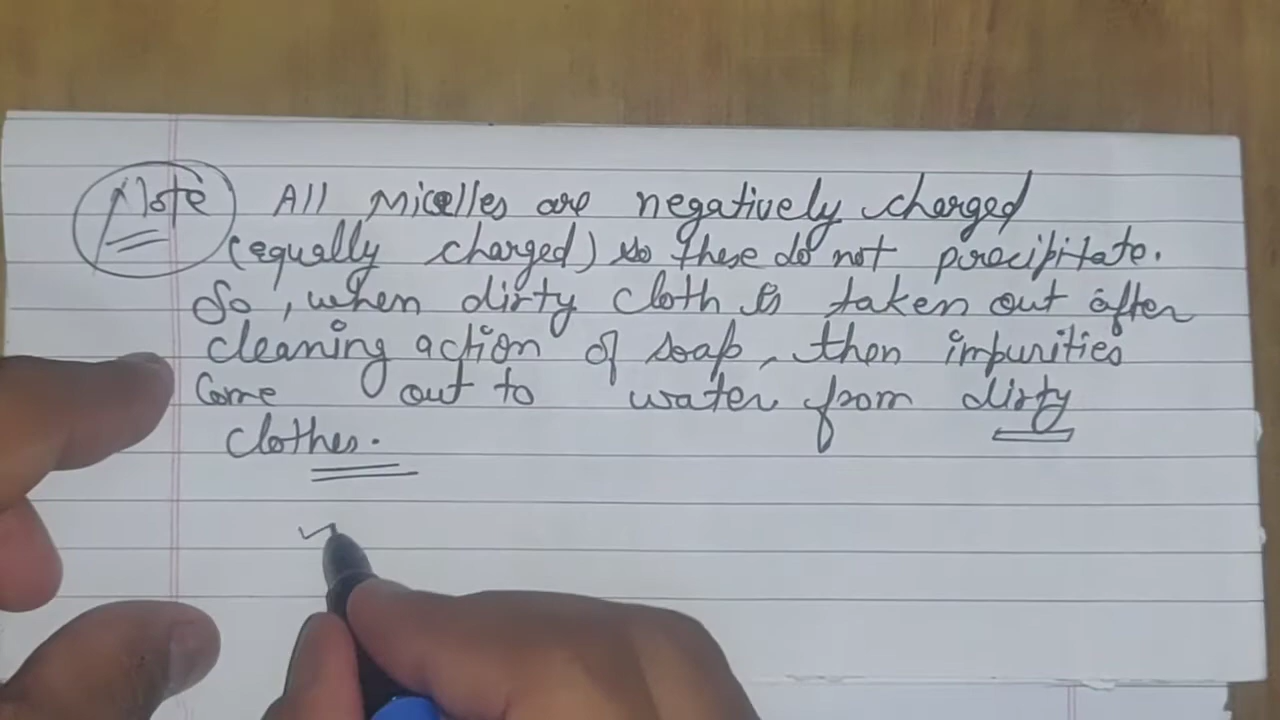 Note All Micelles are negatively charged
(equally charged) so these do not precipitate.
So, when dirty cloth is taken out after
cleaning action of soap, then impurities
Come out to water from dirty
clothes.